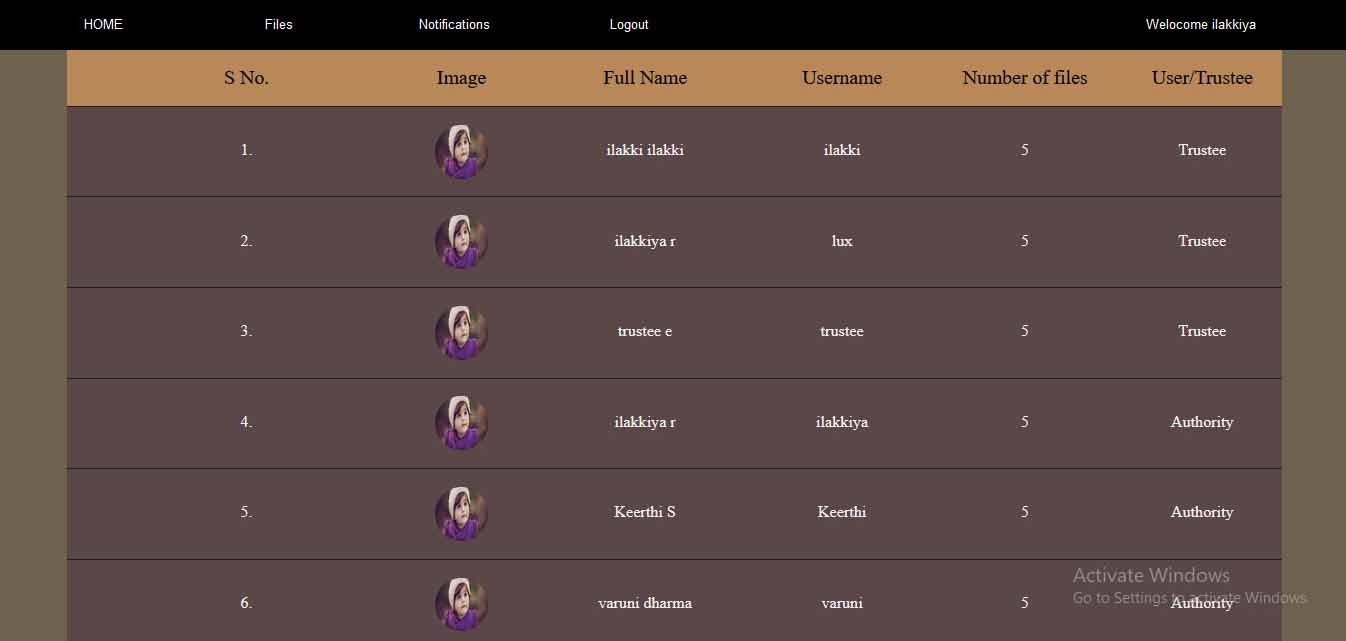 HOME Files Notifications Logout Welocome ilakkiya
S No. Image Full Name Username Number of files User/Trustee
1. ilakki ilakki ilakki 5 Trustee
2. ilakkiya r lux 5 Trustee
3. trustee e trustee 5 Trustee
4. ilakkiya r ilakkiya 5 Authority
5. Keerthi S Keerthi 5 Authority
Activate Windows
Go to Settings to activate Windows.
6. varuni dharma varuni 5 Authority